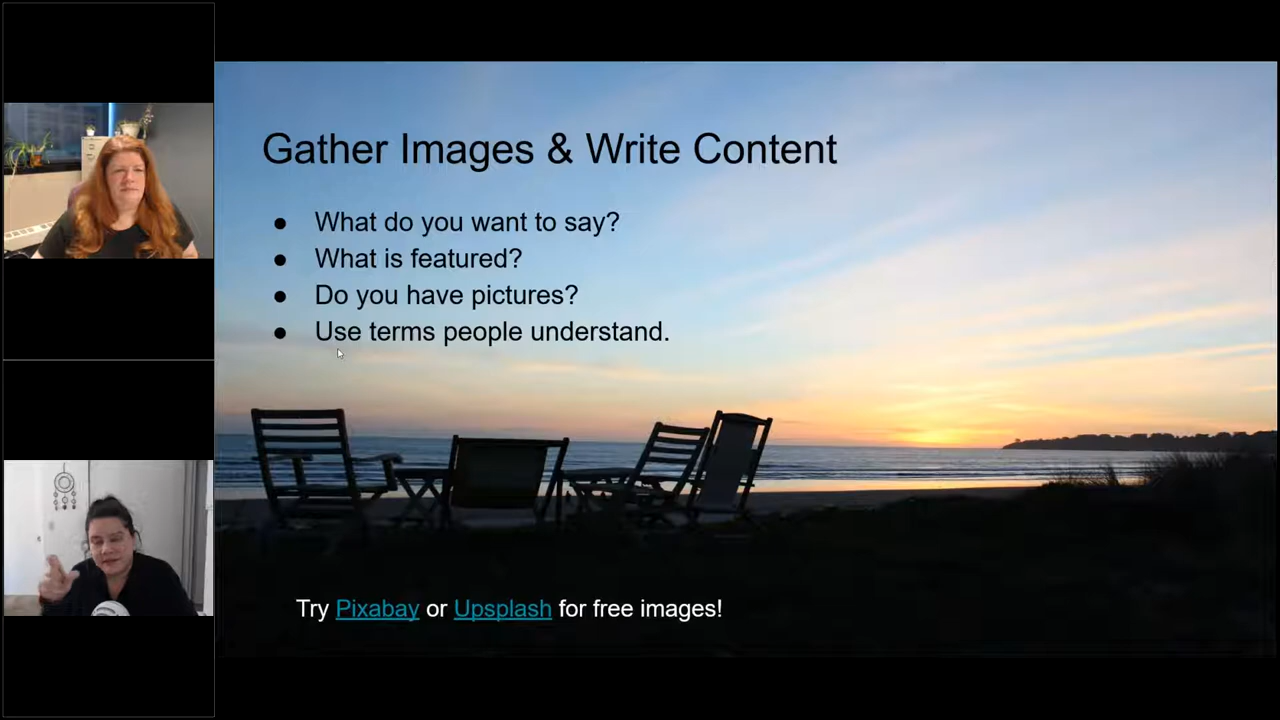 Gather Images & Write Content
● What do you want to say?
● What is featured?
● Do you have pictures?
● Use terms people understand.
Try Pixabay or Upsplash for free images!